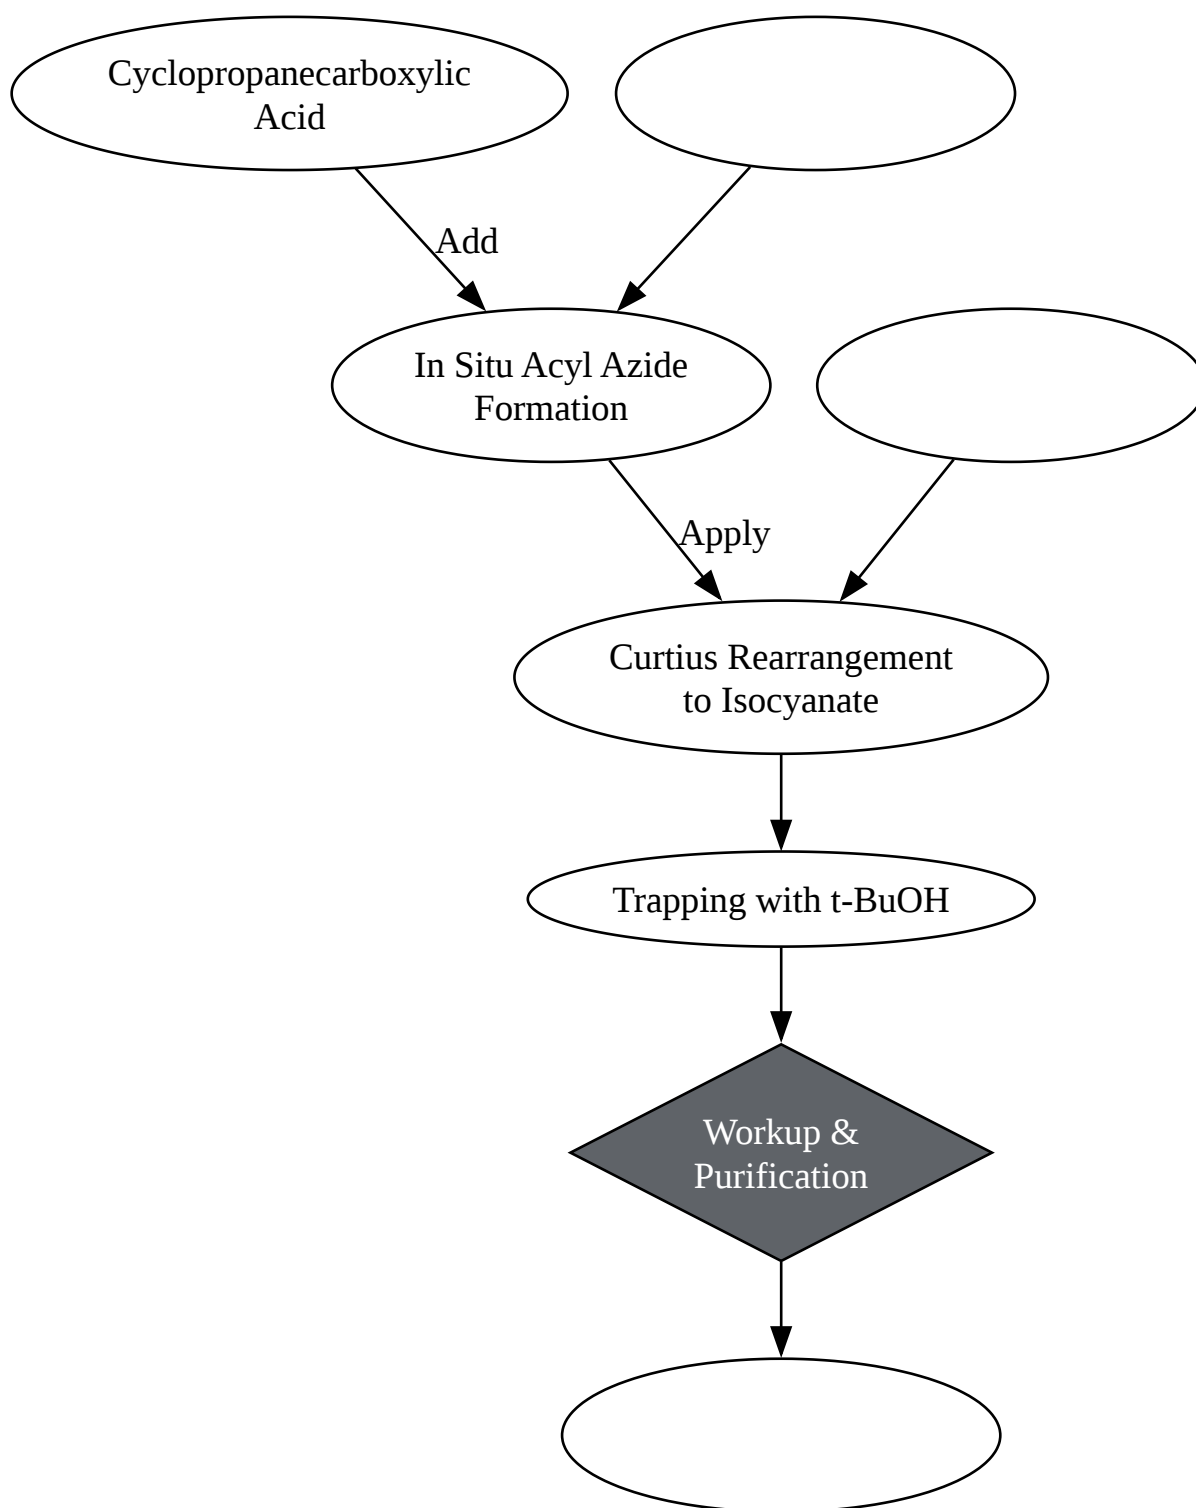 Cyclopropanecarboxylic
Acid
Add
In Situ Acyl Azide
Formation
Apply
Curtius Rearrangement
to Isocyanate
Trapping with t-BuOH
Workup &
Purification